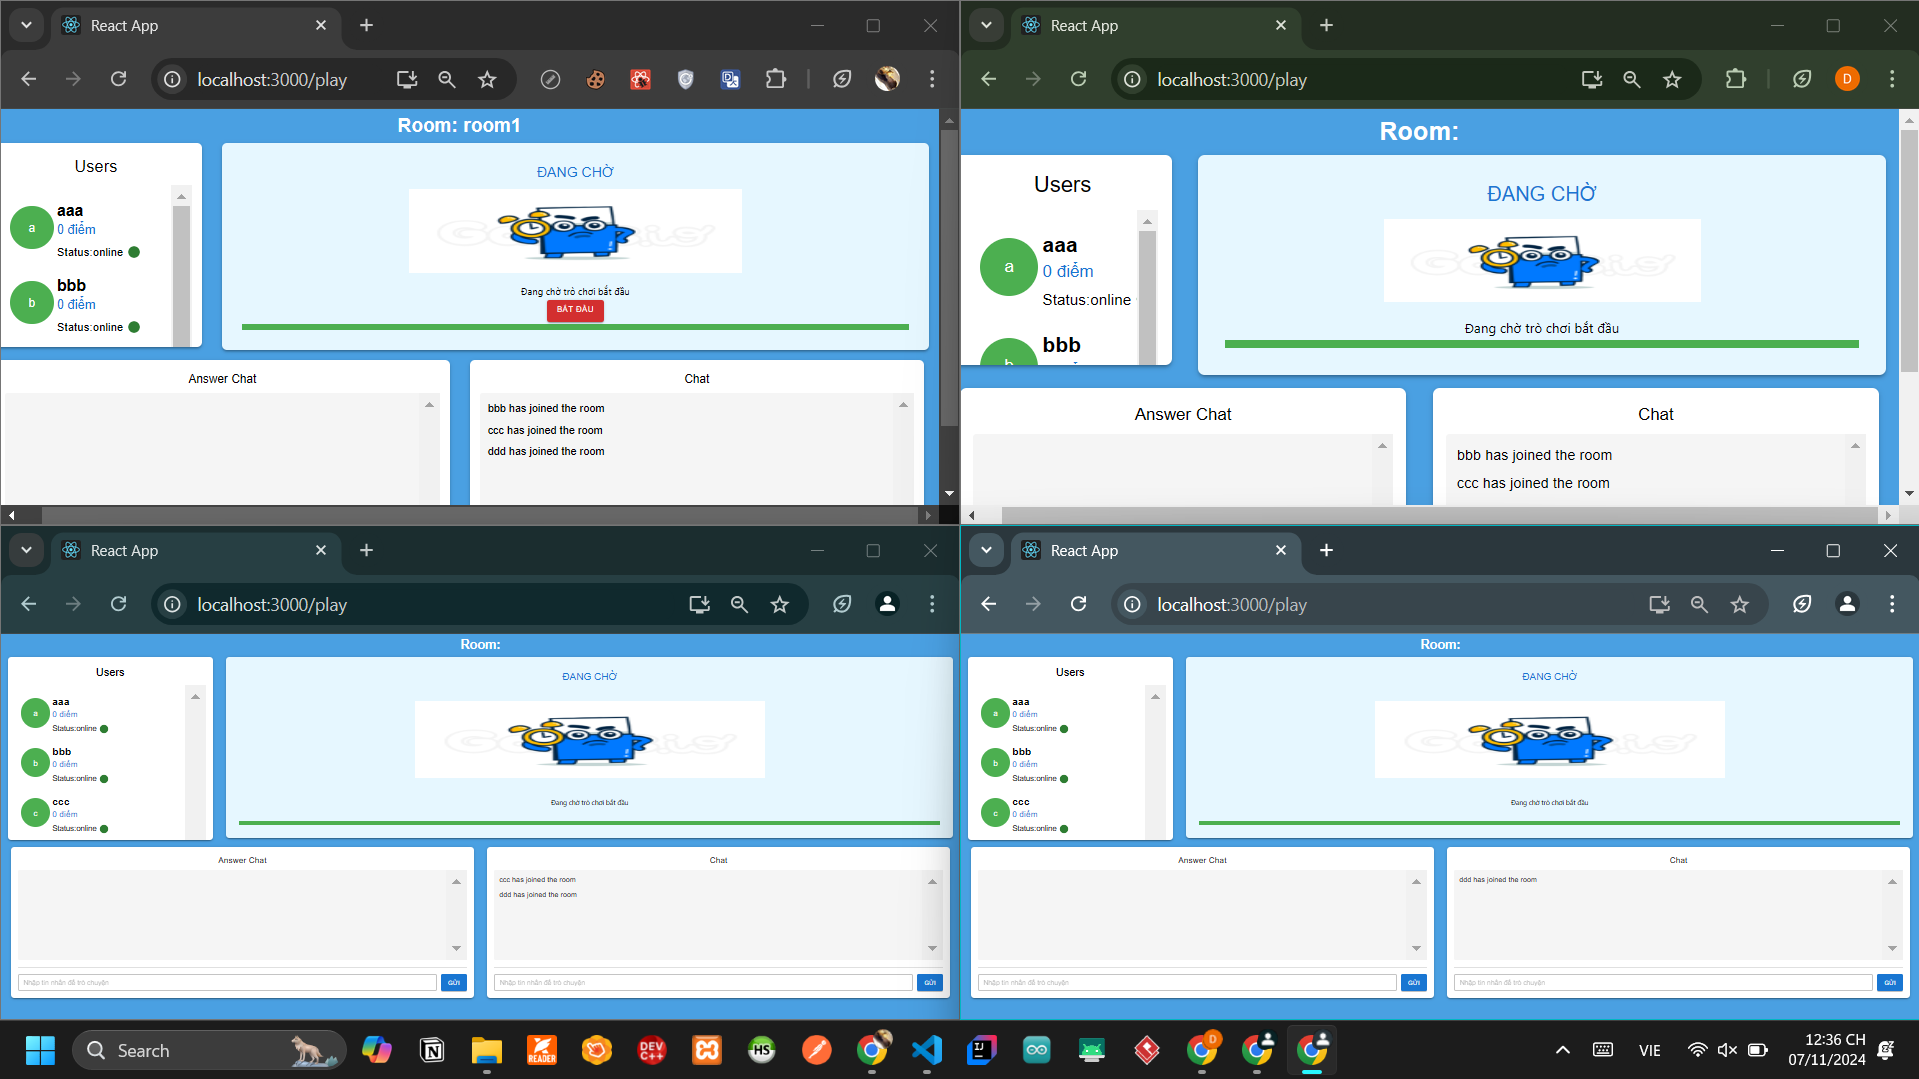 React App
localhost:3000/play
Room: room1
Users
a
aaa
0 điểm
Status:online
b
bbb
0 điểm
Status:online
ĐANG CHỜ
Đang chờ trò chơi bắt đầu
BẮT ĐẦU
Answer Chat
Chat
bbb has joined the room
ccc has joined the room
ddd has joined the room
React App
localhost:3000/play
D
Room:
Users
a
aaa
0 điểm
Status:online
b
bbb
ĐANG CHỜ
Đang chờ trò chơi bắt đầu
Answer Chat
Chat
bbb has joined the room
ccc has joined the room
React App
localhost:3000/play
Room:
Users
a
aaa
0 điểm
Status:online
b
bbb
0 điểm
Status:online
c
ccc
0 điểm
Status:online
ĐANG CHỜ
Đang chờ trò chơi bắt đầu
Answer Chat
Nhập tin nhắn để trò chuyện
GỬI
Chat
ccc has joined the room
ddd has joined the room
Nhập tin nhắn để trò chuyện
GỬI
React App
localhost:3000/play
Room:
Users
a
aaa
0 điểm
Status:online
b
bbb
0 điểm
Status:online
c
ccc
0 điểm
Status:online
ĐANG CHỜ
Đang chờ trò chơi bắt đầu
Answer Chat
Nhập tin nhắn để trò chuyện
GỬI
Chat
ddd has joined the room
Nhập tin nhắn để trò chuyện
GỬI
Search
READER
DEV
C++
HS
IJ
D
VIE
12:36 CH
07/11/2024